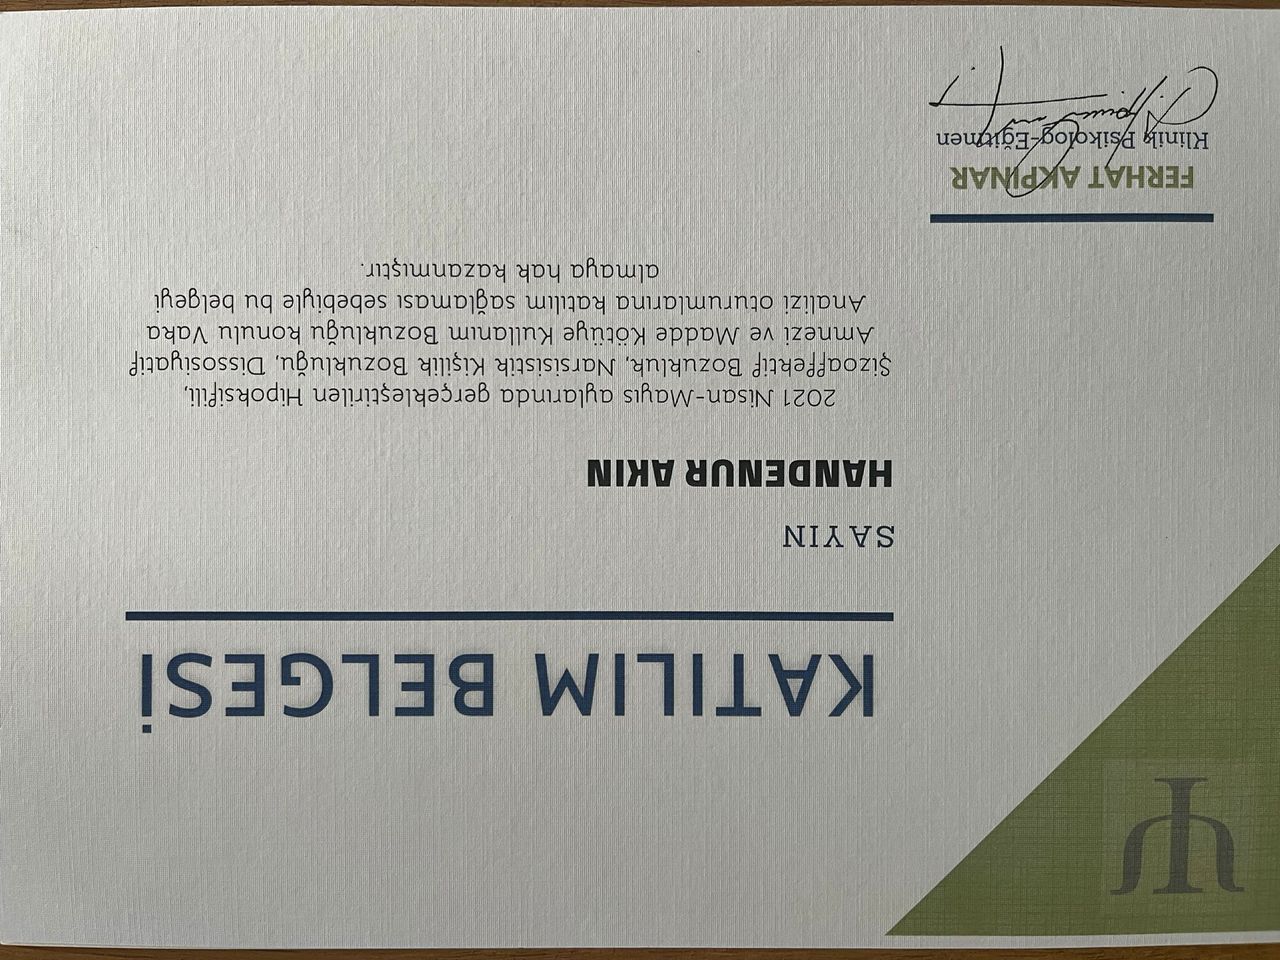 KATILIM BELGESİ
SAYIN
HANDENUR AKIN
2021 Nisan-Mayıs aylarında gerçekleştirilen Hipoksifili,
Şizoaffektif Bozukluk, Narsisistik Kişilik Bozukluğu, Dissosiyatif
Amnezi ve Madde Kötüye Kullanım Bozukluğu konulu Vaka
Analizi oturumlarına katılım sağlaması sebebiyle bu belgeyi
almaya hak kazanmıştır.
FERHAT AKPINAR
Klinik Psikolog-Eğitmen